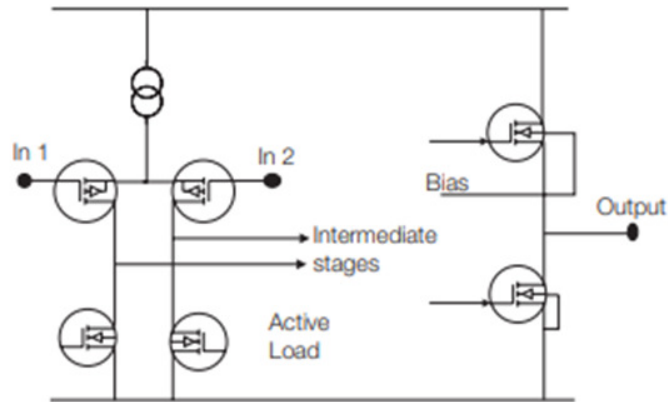 In 1
In 2
Bias
Output
Intermediate
stages
Active
Load